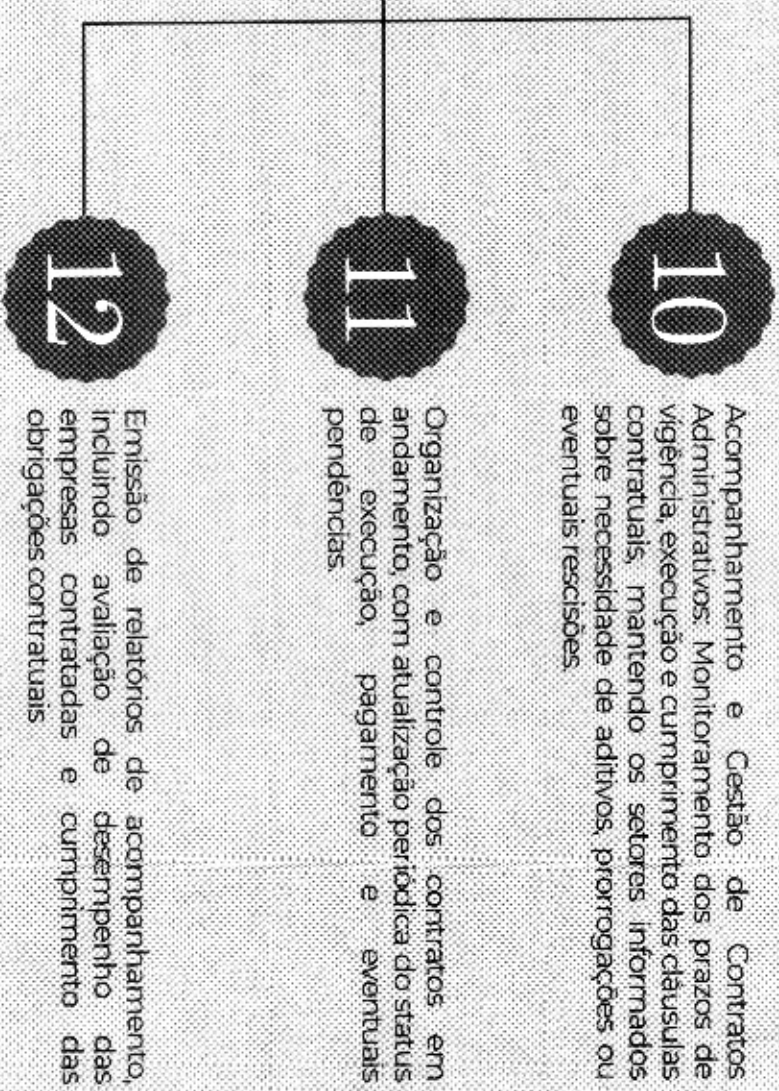 10
Acompanhamento e Gestão de Contratos
Administrativos: Monitoramento dos prazos de
vigência, execução e cumprimento das cláusulas
contratuais, mantendo os setores informados
sobre necessidade de aditivos, prorrogações ou
eventuais rescisões.
11
Organização e controle dos contratos em
andamento, com atualização periódica do status
de execução, pagamento e eventuais
pendências.
12
Emissão de relatórios de acompanhamento,
incluindo avaliação de desempenho das
empresas contratadas e cumprimento das
obrigações contratuais